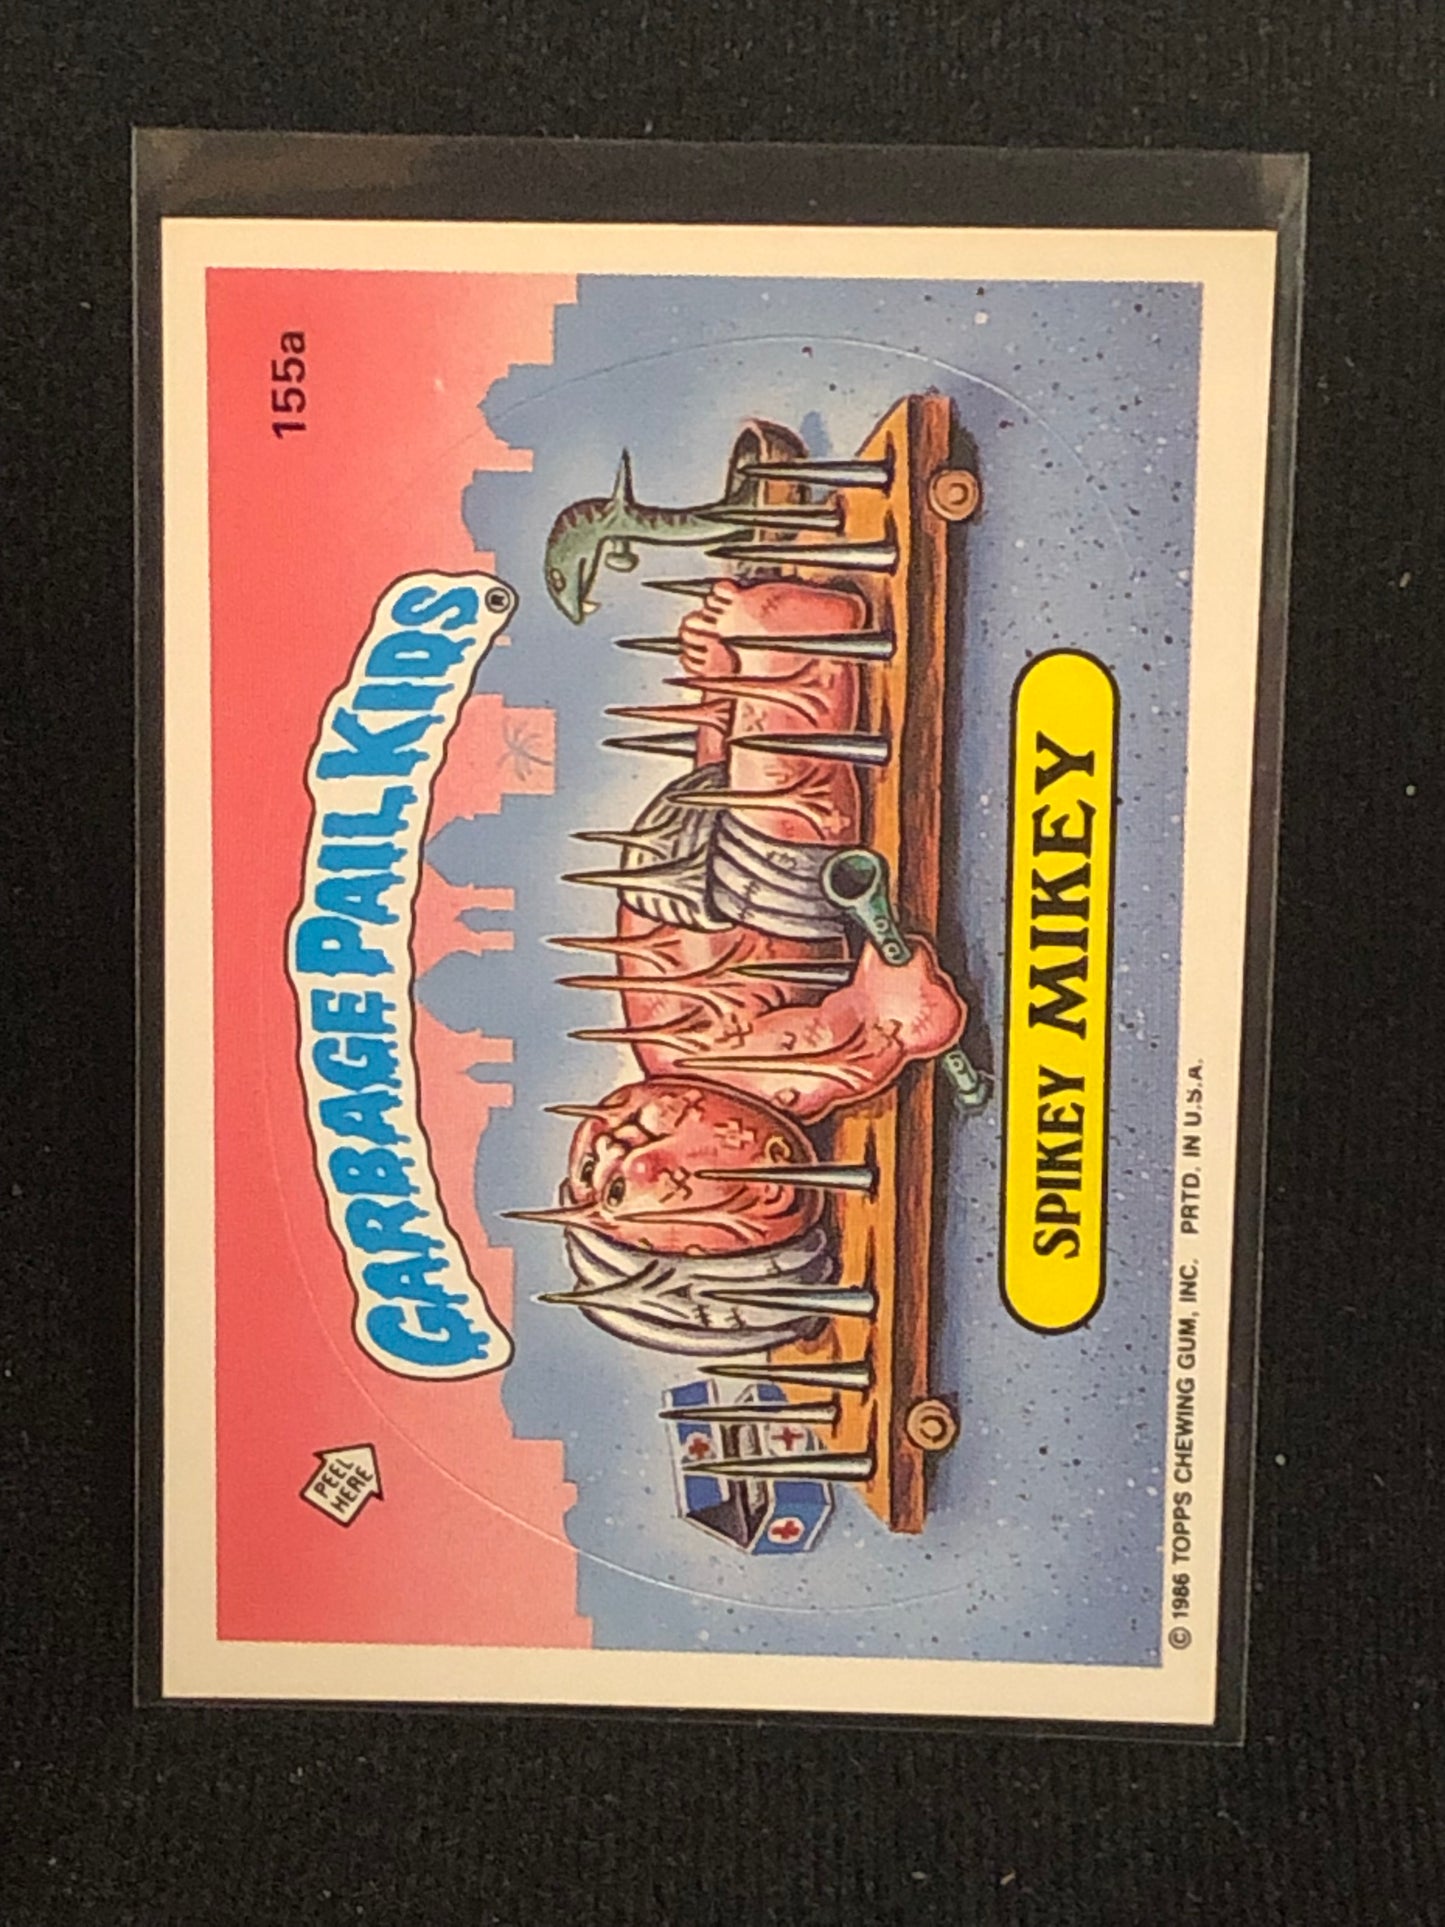 PEEL
HERE
GARBAGE PAIL KIDS ®
155a
SPIKEY MIKEY
© 1986 TOPPS CHEWING GUM, INC. PRTD. IN U.S.A.